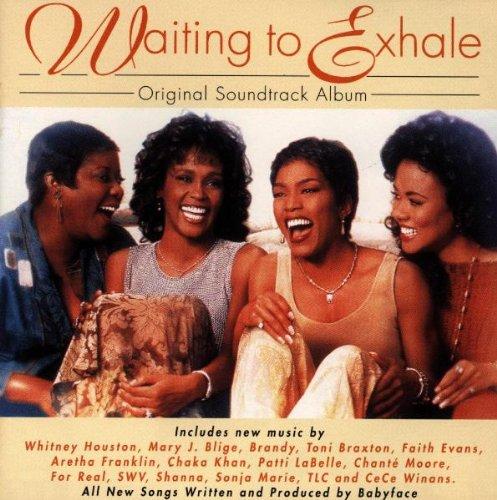 Waiting to Exhale
Original Soundtrack Album
Includes new music by
Whitney Houston, Mary J. Blige, Brandy, Toni Braxton, Faith Evans,
Aretha Franklin, Chaka Khan, Patti LaBelle, Chanté Moore,
For Real, SWV, Shanna, Sonja Marie, TLC and CeCe Winans.
All New Songs Written and Produced by Babyface